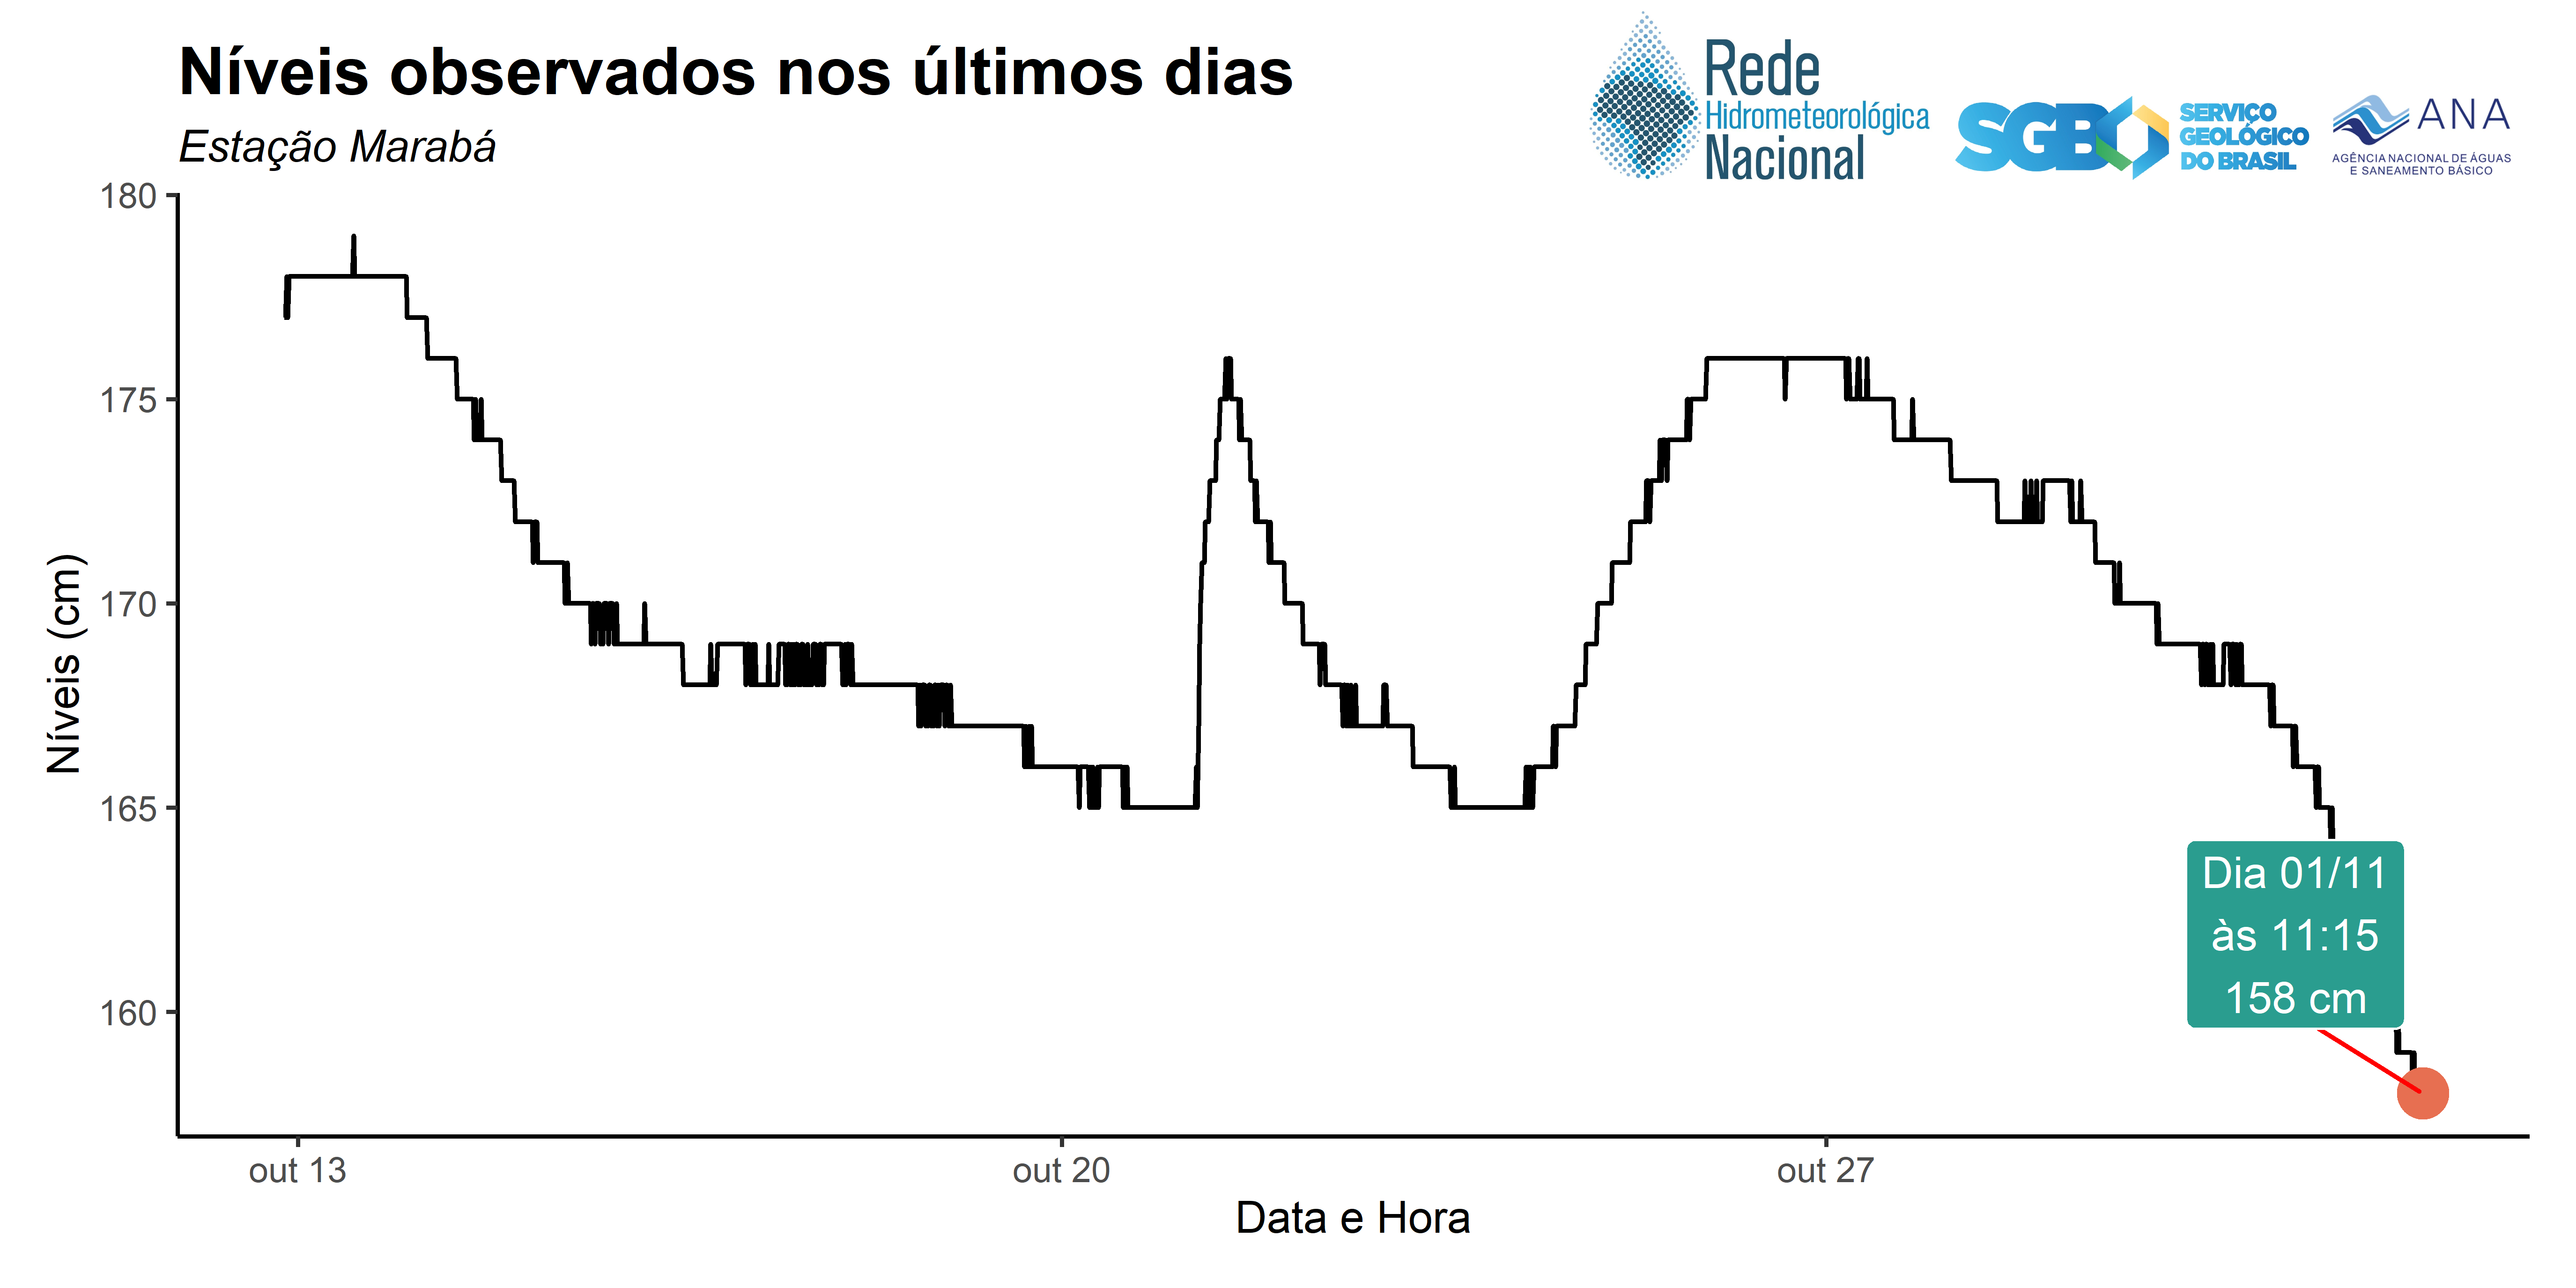 Níveis observados nos últimos dias
Estação Marabá
Rede
Hidrometeorológica
Nacional
SGB
SERVIÇO
GEOLÓGICO
DO BRASIL
ANA
AGÊNCIA NACIONAL DE ÁGUAS
E SANEAMENTO BÁSICO
Níveis (cm)
180
175
170
165
160
Dia 01/11
às 11:15
158 cm
out 13
out 20
out 27
Data e Hora